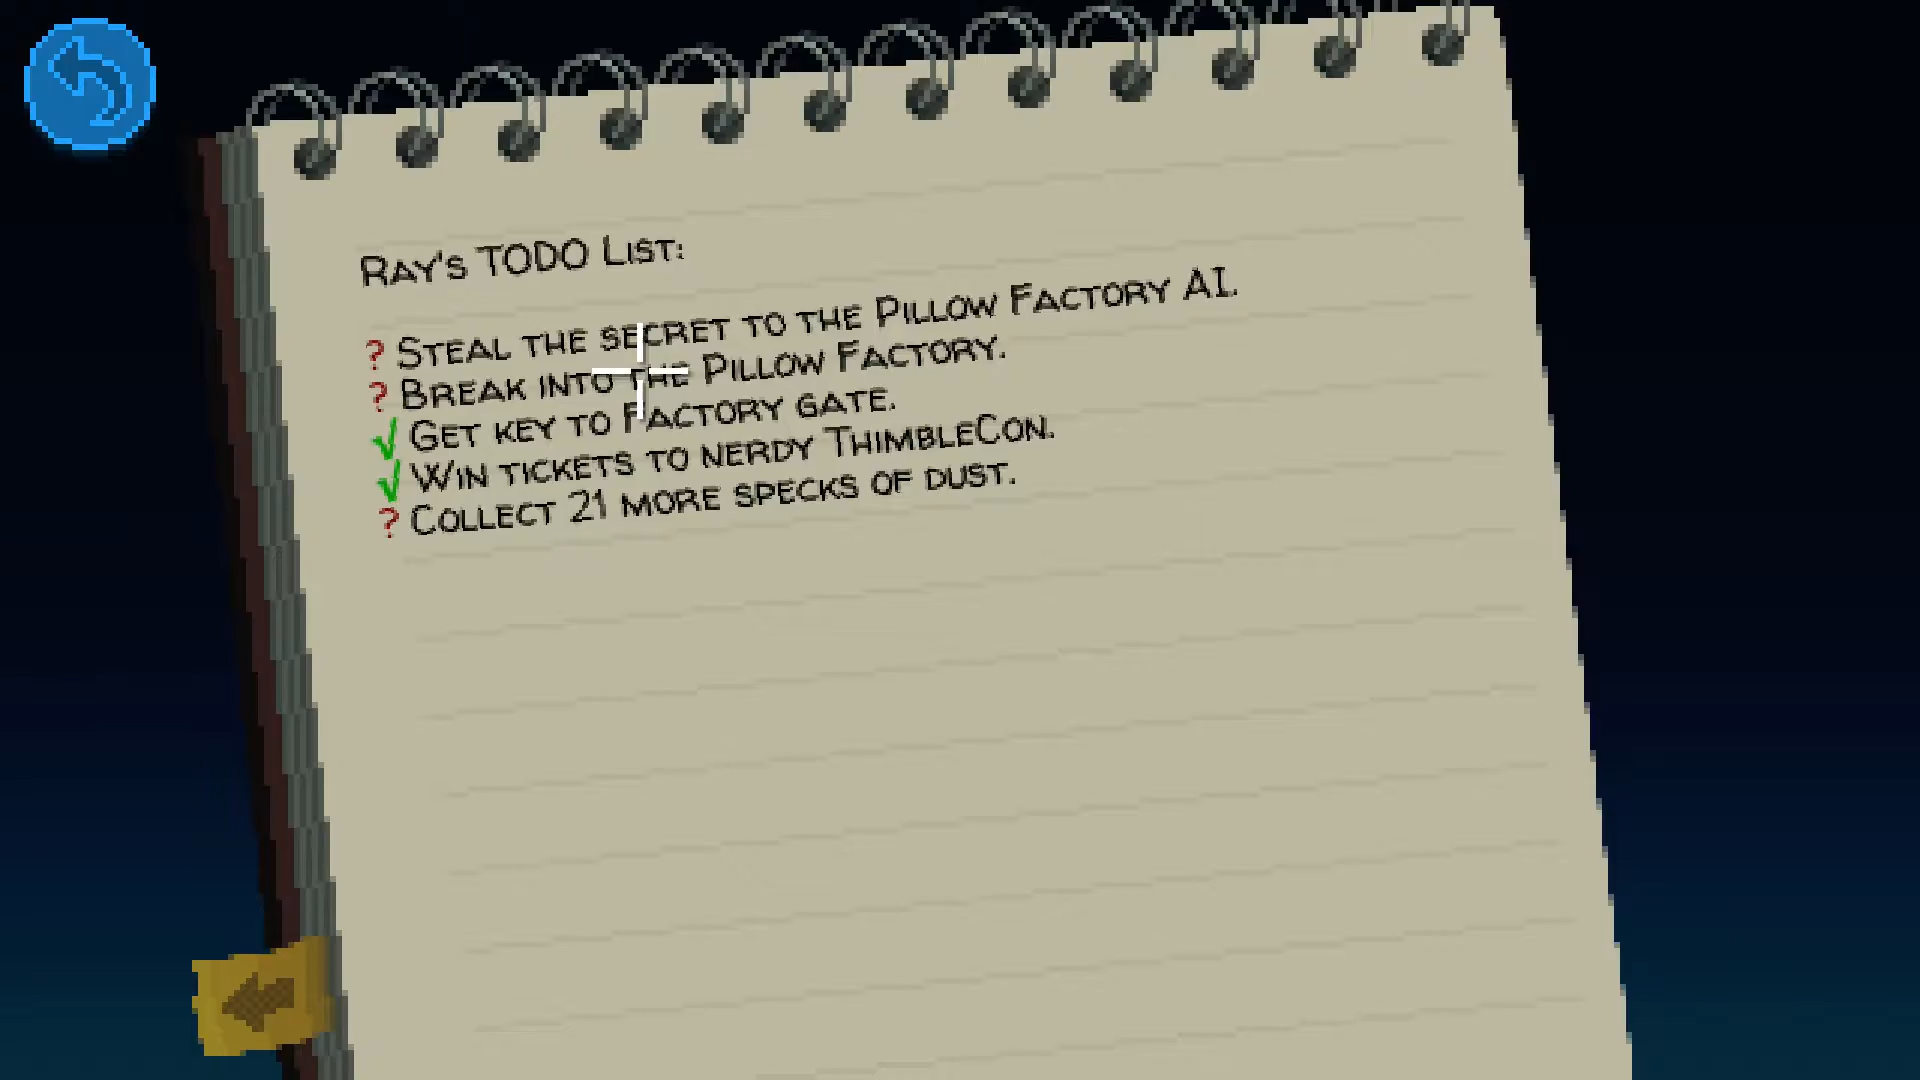 Ray's TODO List:
? Steal the secret to the Pillow Factory AI.
? Break into the Pillow Factory.
√ Get key to Factory gate.
√ Win tickets to nerdy ThimbleCon.
? Collect 21 more specks of dust.